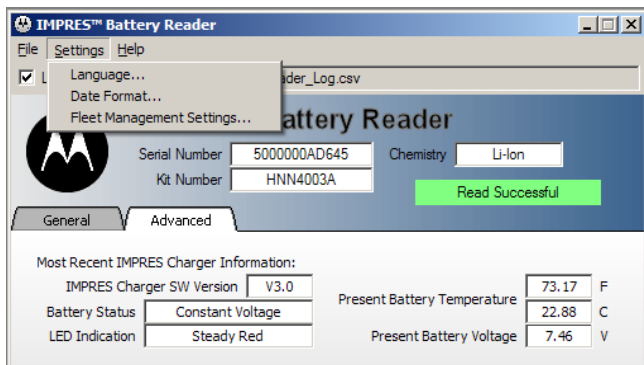 IMPRES™ Battery Reader
File Settings Help
Language...
Date Format...
Fleet Management Settings...
ader_Log.csv
attery Reader
Serial Number 5000000AD645 Chemistry Li-Ion
Kit Number HNN4003A
Read Successful
General Advanced
Most Recent IMPRES Charger Information:
IMPRES Charger SW Version V3.0
Battery Status Constant Voltage
LED Indication Steady Red
Present Battery Temperature 73.17 F
22.88 C
Present Battery Voltage 7.46 V